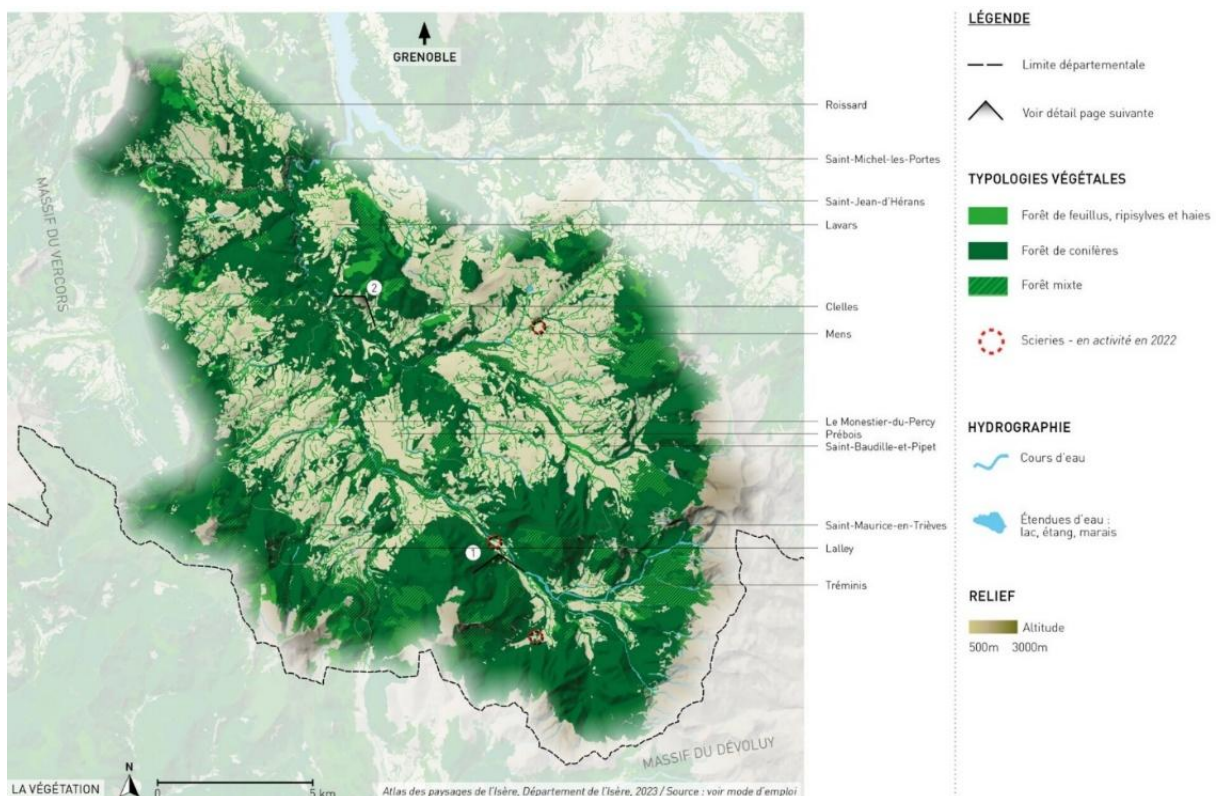 GRENOBLE
MASSIF DU VERCORS
2
1
MASSIF DU DÉVOLUY
LA VÉGÉTATION
N
0
5 km
Atlas des paysages de l'Isère, Département de l'Isère, 2023 / Source : voir mode d'emploi
Roissard
Saint-Michel-les-Portes
Saint-Jean-d'Hérans
Lavars
Clelles
Mens
Le Monestier-du-Percy
Prébois
Saint-Baudille-et-Pipet
Saint-Maurice-en-Trièves
Lalley
Tréminis
LÉGENDE
Limite départementale
Voir détail page suivante
TYPOLOGIES VÉGÉTALES
Forêt de feuillus, ripisylves et haies
Forêt de conifères
Forêt mixte
Scieries - en activité en 2022
HYDROGRAPHIE
Cours d'eau
Étendues d'eau :
lac, étang, marais
RELIEF
Altitude
500m 3000m